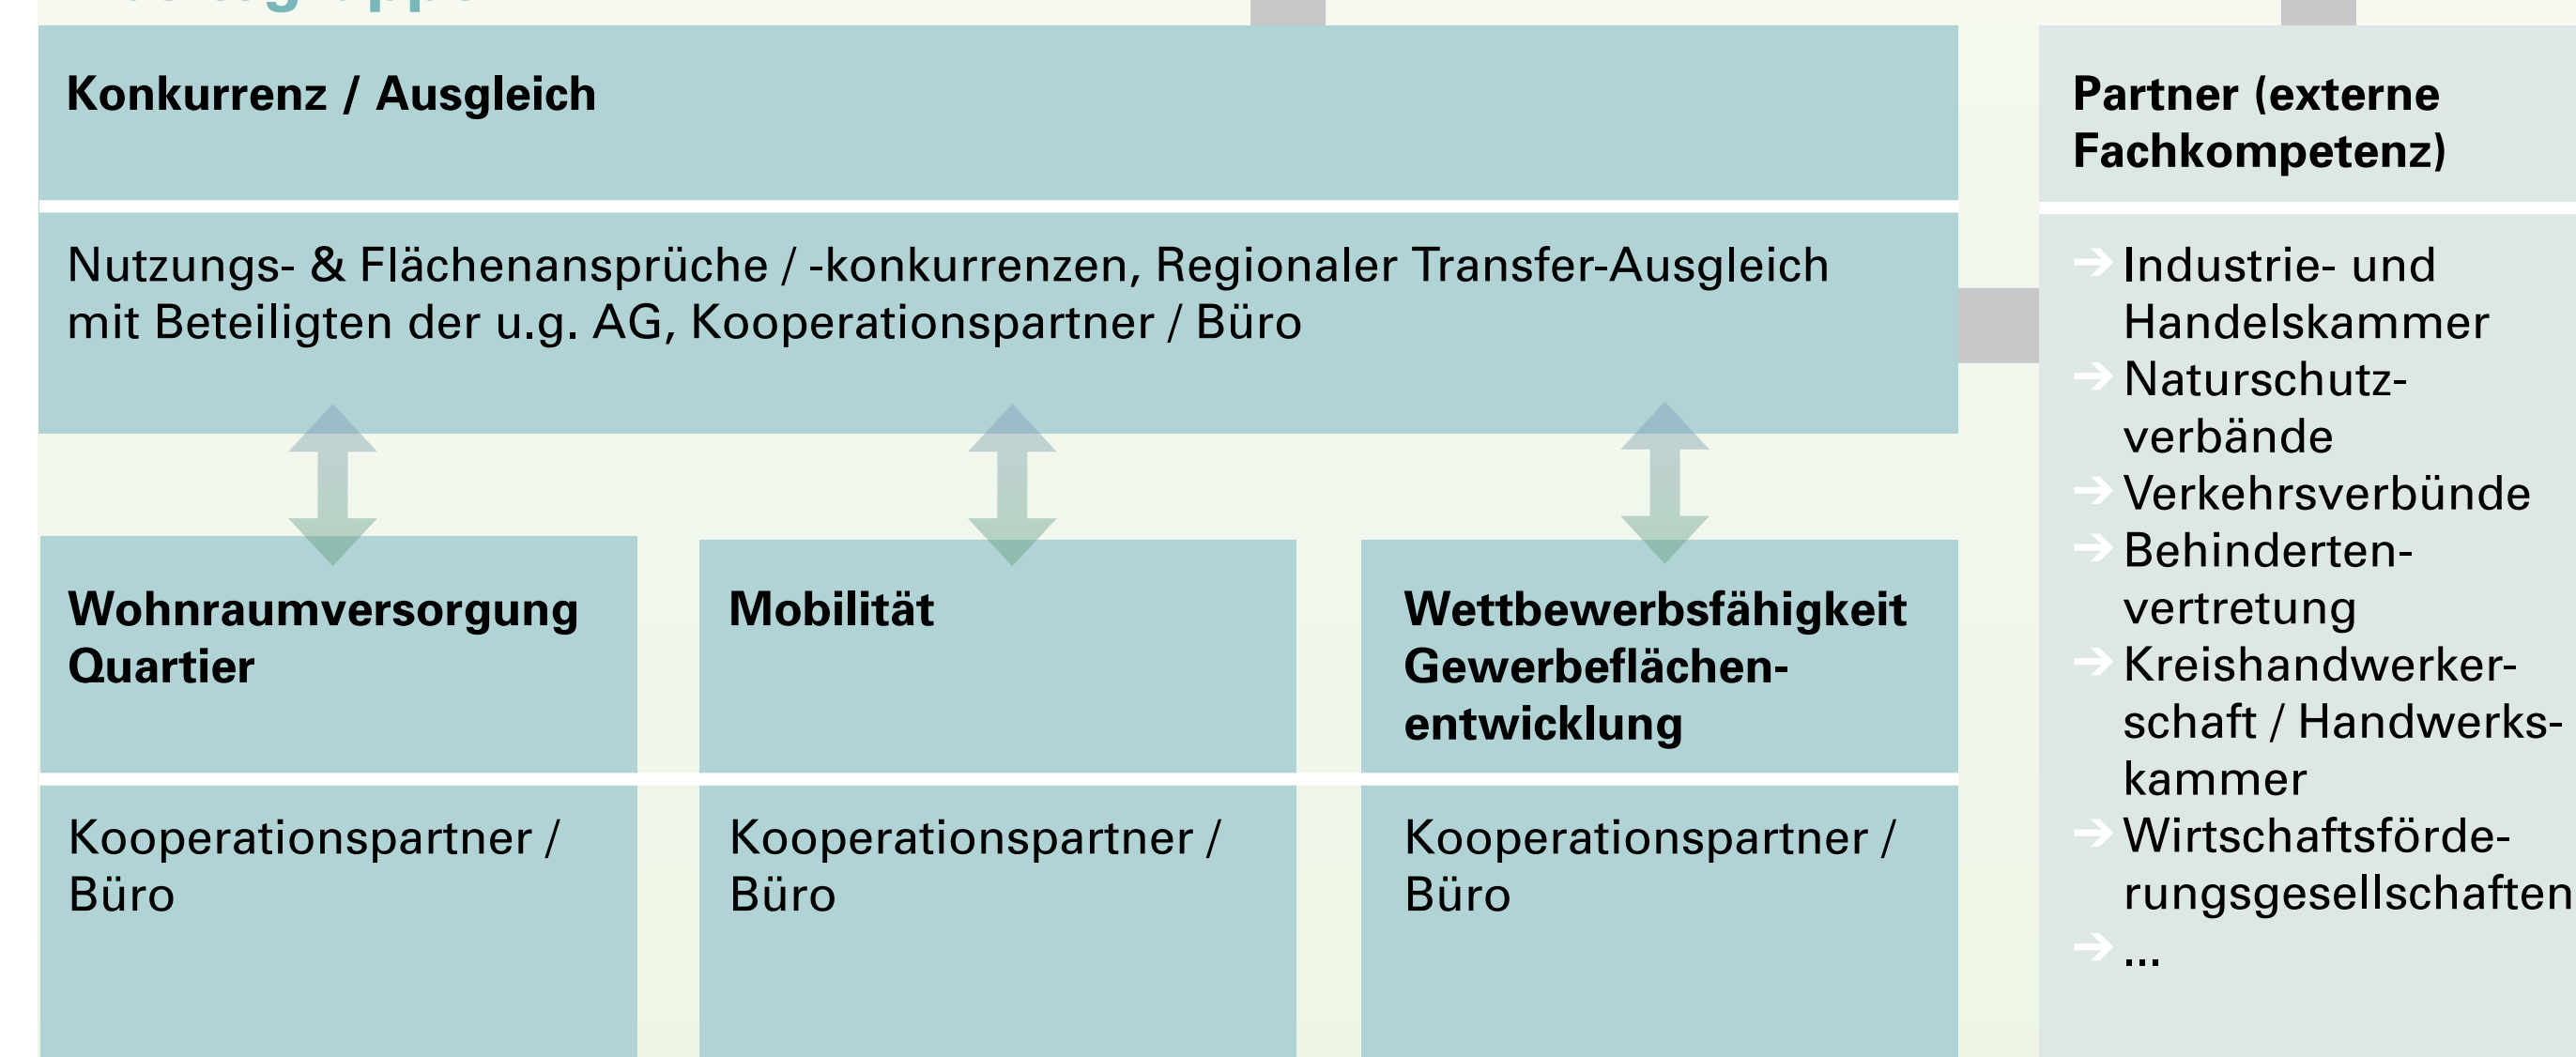 Konkurrenz / Ausgleich
Nutzungs- & Flächenansprüche / -konkurrenzen, Regionaler Transfer-Ausgleich
mit Beteiligten der u.g. AG, Kooperationspartner / Büro
Wohnraumversorgung
Quartier
Kooperationspartner /
Büro
Mobilität
Kooperationspartner /
Büro
Wettbewerbsfähigkeit
Gewerbeflächen-
entwicklung
Kooperationspartner /
Büro
Partner (externe
Fachkompetenz)
➔ Industrie- und
Handelskammer
➔ Naturschutz-
verbände
➔ Verkehrsverbünde
➔ Behinderten-
vertretung
➔ Kreishandwerker-
schaft / Handwerks-
kammer
➔ Wirtschaftsförde-
rungsgesellschaften
➔ ...